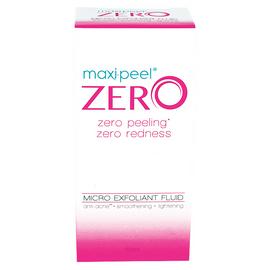 maxi·peel®
ZERO
zero peeling*
zero redness
MICRO EXFOLIANT FLUID
anti-acne** • smoothening • lightening